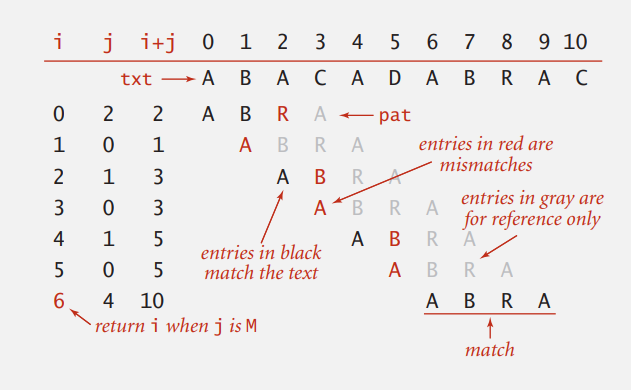 i j i+j 0 1 2 3 4 5 6 7 8 9 10
txt A B A C A D A B R A C
0 2 2 A B R A pat
1 0 1 A B R A
entries in red are
mismatches
2 1 3 A B R A
3 0 3 A B R A
entries in gray are
for reference only
4 1 5 A B R A
entries in black
match the text
5 0 5 A B R A
6 4 10 A B R A
return i when j is M
match